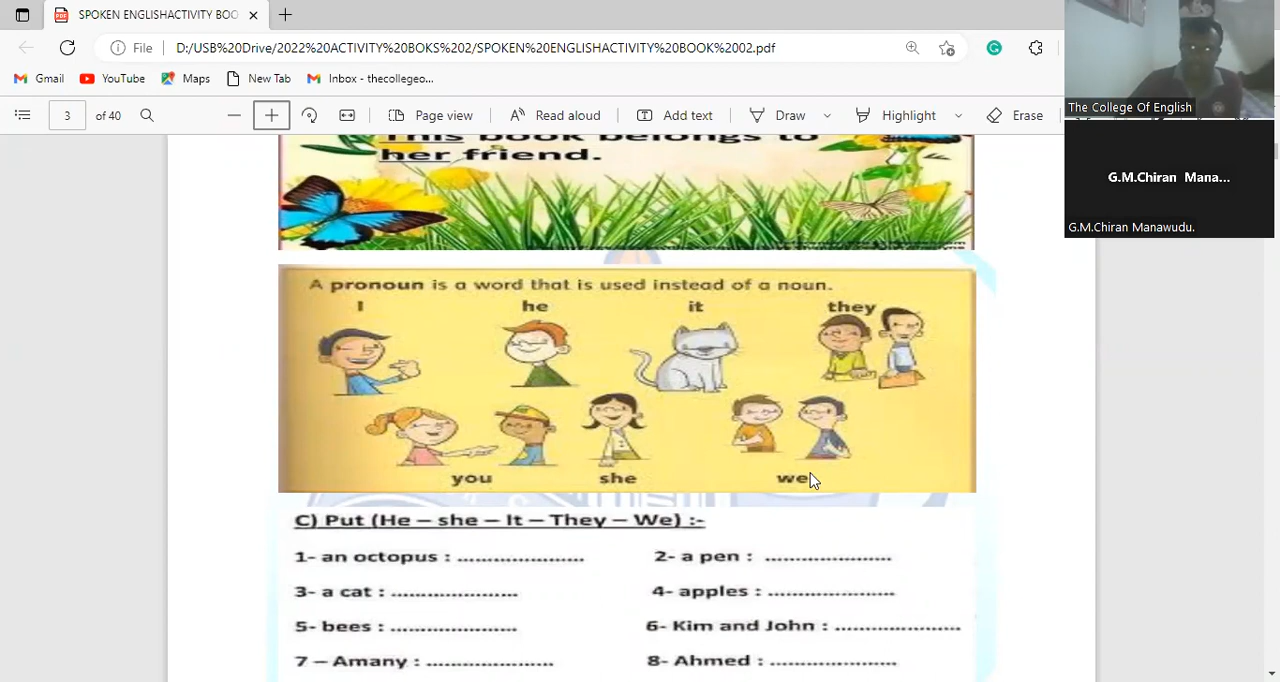 SPOKEN ENGLISHACTIVITY BOO
File
D:/USB%20Drive/2022%20ACTIVITY%20BOKS%202/SPOKEN%20ENGLISHACTIVITY%20BOOK%2002.pdf
Gmail YouTube Maps New Tab Inbox - thecollegeo...
3 of 40 Page view Read aloud Add text Draw Highlight Erase
The College Of English
G.M.Chiran Mana...
G.M.Chiran Manawudu.
This book belongs to
her friend.
A pronoun is a word that is used instead of a noun.
I he it they
you she we
C) Put (He – she – It – They – We) :-
1- an octopus : ...................... 2- a pen : ......................
3- a cat : ...................... 4- apples : ......................
5- bees : ...................... 6- Kim and John : ......................
7 – Amany : ...................... 8- Ahmed : ......................